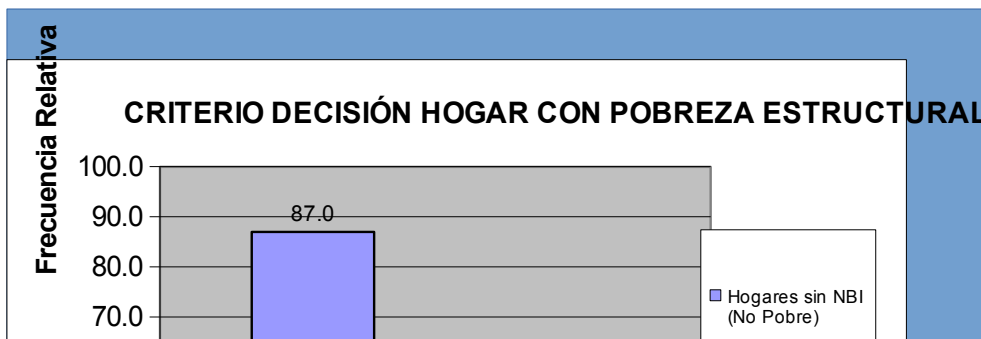 Frecuencia Relativa
CRITERIO DECISIÓN HOGAR CON POBREZA ESTRUCTURAL
100.0
90.0
80.0
70.0
87.0
Hogares sin NBI
(No Pobre)